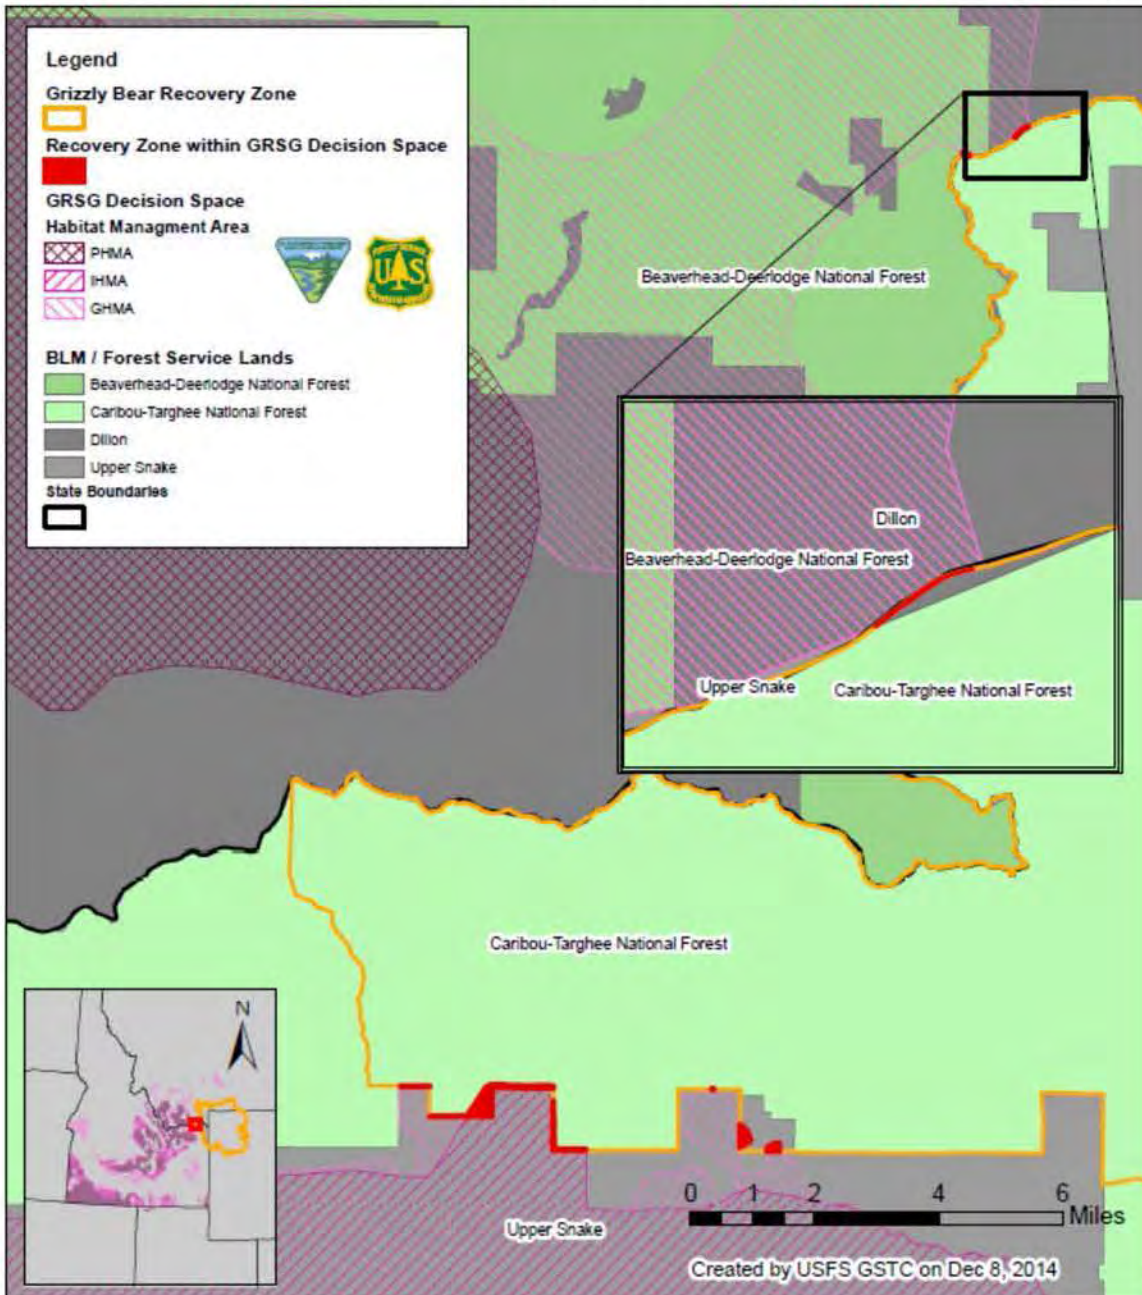 Legend
Grizzly Bear Recovery Zone
Recovery Zone within GRSG Decision Space
GRSG Decision Space
Habitat Managment Area
PHMA
IHMA
GHMA
BLM / Forest Service Lands
Beaverhead-Deerlodge National Forest
Caribou-Targhee National Forest
Dillon
Upper Snake
State Boundaries
U S
Beaverhead-Deerlodge National Forest
Dillon
Beaverhead-Deerlodge National Forest
Upper Snake
Caribou-Targhee National Forest
Caribou-Targhee National Forest
N
Upper Snake
0 1 2 4 6
Miles
Created by USFS GSTC on Dec 8, 2014